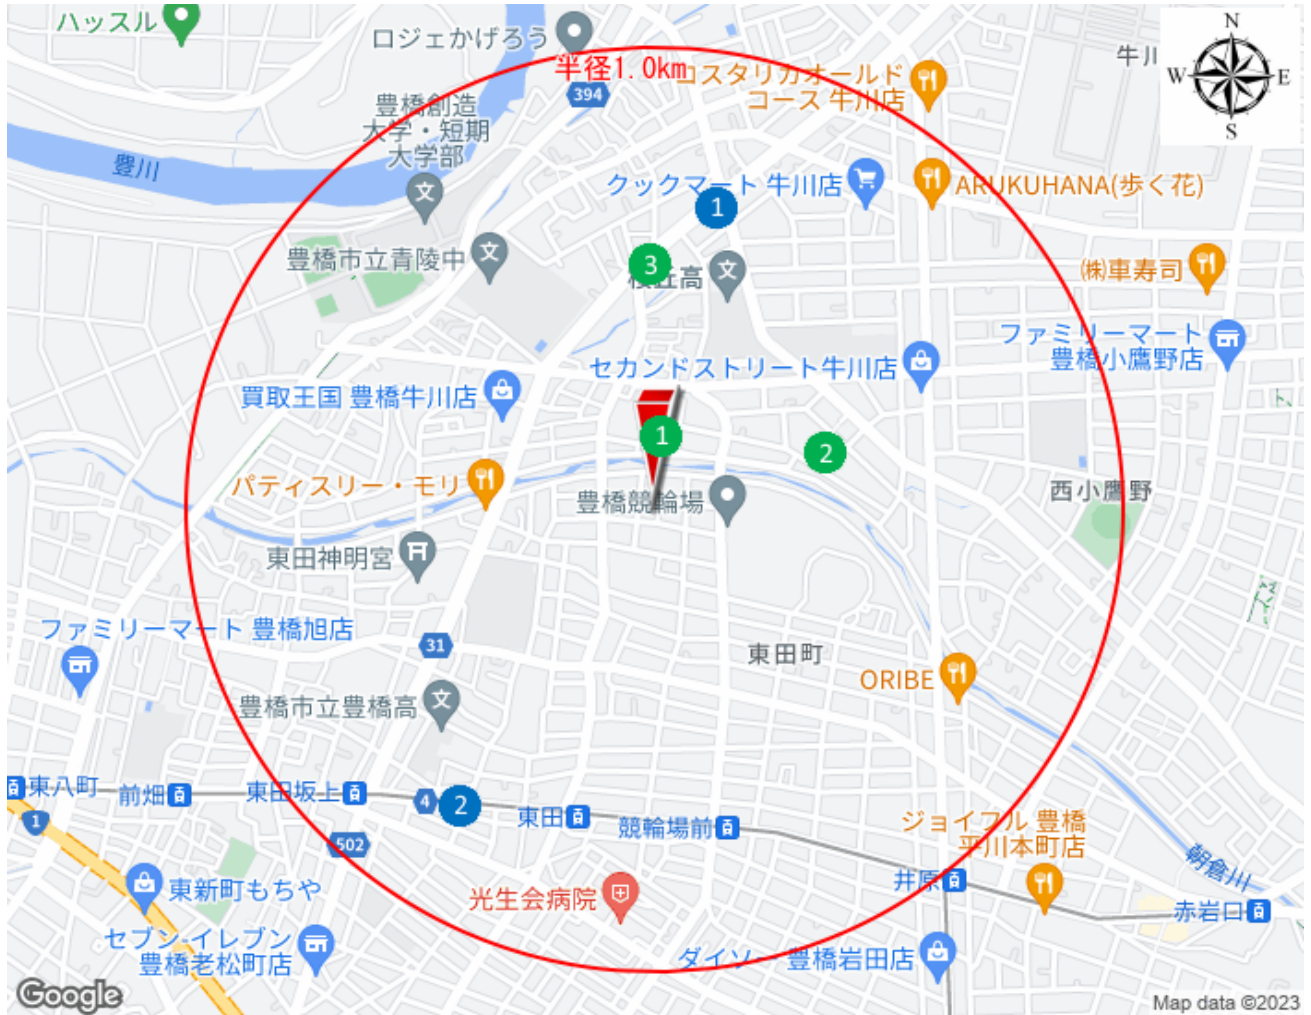 ハッスル
ロジェかげろう
半径1.0km
コスタリカオールド
コース 牛川店
394
牛川
N
W
E
S
豊橋創造
大学・短期
大学部
豊川
クックマート 牛川店
1
ARUKUHANA(歩く花)
豊橋市立青陵中
3
桜丘高
㈱車寿司
ファミリーマート
豊橋小鷹野店
セカンドストリート牛川店
買取王国 豊橋牛川店
1
2
パティスリー・モリ
豊橋競輪場
西小鷹野
東田神明宮
ファミリーマート 豊橋旭店
31
東田町
ORIBE
豊橋市立豊橋高
東八町
前畑
東田坂上
4
2
東田
競輪場前
1
502
ジョイフル 豊橋
平川本町店
朝倉川
井原
赤岩口
東新町もちや
光生会病院
セブン-イレブン
豊橋老松町店
ダイソー 豊橋岩田店
Google
Map data ©2023